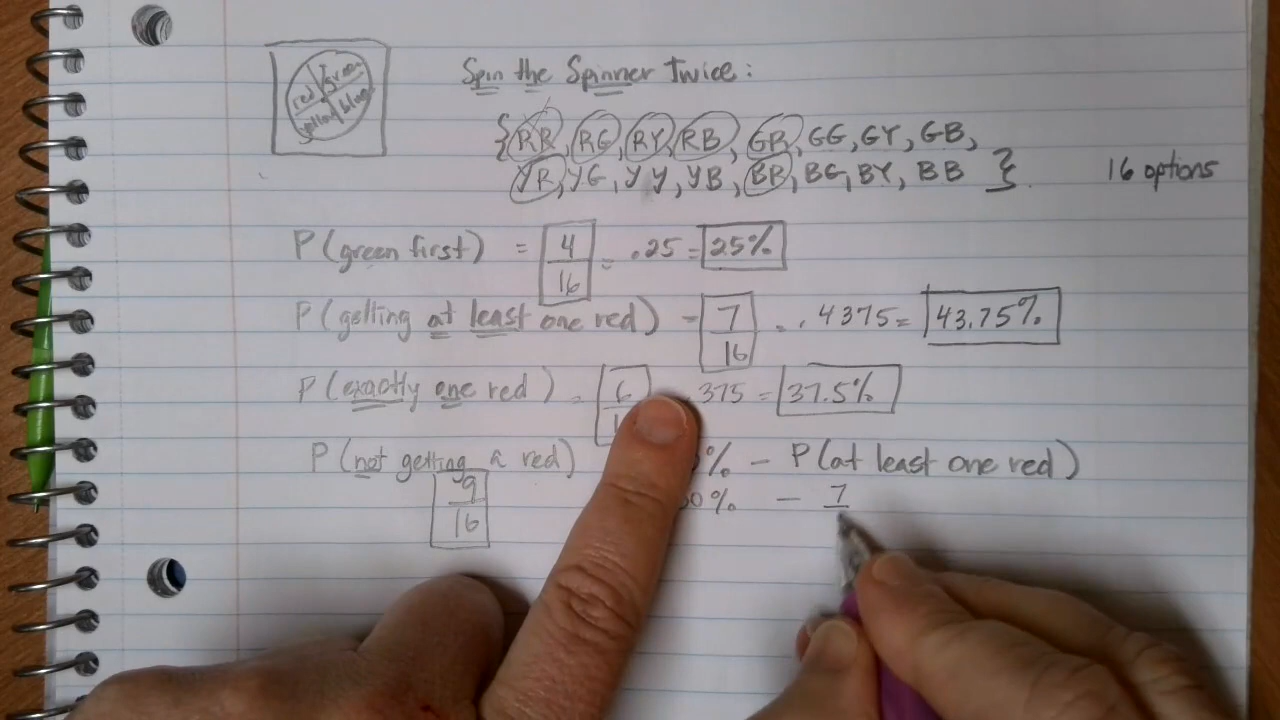 red green
yellow blue
Spin the Spinner Twice:
{RR, RG, RY, RB, GR, GG, GY, GB,
YR, YG, YY, YB, BR, BG, BY, BB }
16 options
P(green first) = 4/16 = .25 = 25%
P(getting at least one red) = 7/16 = .4375 = 43.75%
P(exactly one red) = 6 .375 = 37.5%
P(not getting a red) % - P(at least one red)
9/16 0% - 7